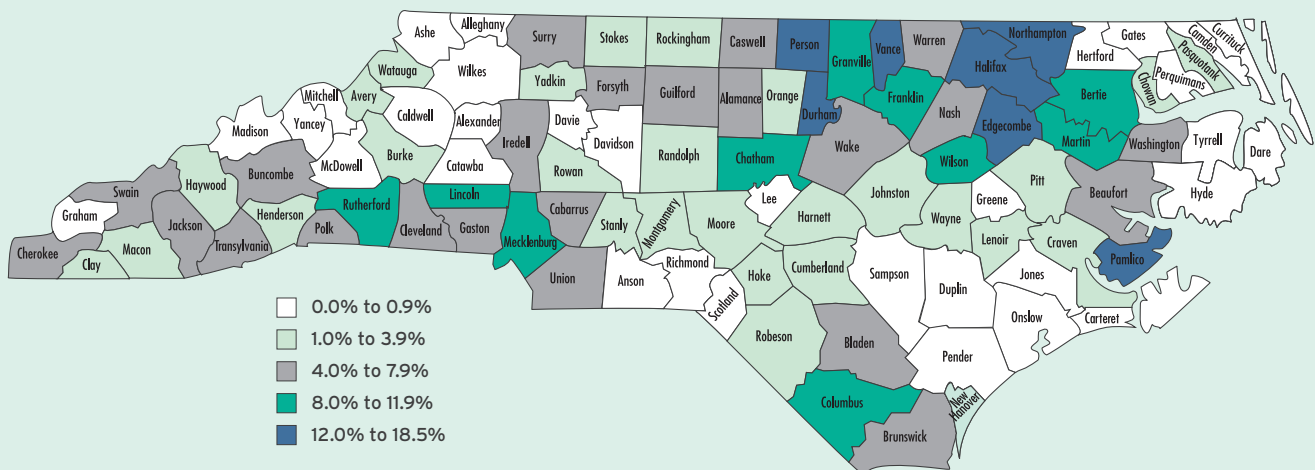 Alleghany
Ashe
Surry
Stokes
Rockingham
Caswell
Person
Granville
Vance
Warren
Northampton
Gates
Camden
Currituck
Hertford
Pasquotank
Perquimans
Chowan
Halifax
Wilkes
Watauga
Yadkin
Forsyth
Guilford
Alamance
Orange
Durham
Franklin
Nash
Bertie
Mitchell
Avery
Caldwell
Alexander
Davie
Iredell
Davidson
Edgecombe
Martin
Washington
Tyrrell
Dare
Madison
Yancey
McDowell
Burke
Catawba
Rowan
Randolph
Chatham
Wake
Wilson
Pitt
Beaufort
Hyde
Swain
Haywood
Buncombe
Rutherford
Lincoln
Cabarrus
Lee
Johnston
Greene
Wayne
Graham
Jackson
Henderson
Polk
Cleveland
Gaston
Mecklenburg
Stanly
Montgomery
Moore
Harnett
Lenoir
Craven
Pamlico
Cherokee
Macon
Transylvania
Clay
Union
Anson
Richmond
Hoke
Cumberland
Sampson
Duplin
Jones
Scotland
Onslow
Carteret
Robeson
Bladen
Pender
Columbus
New
Hanover
Brunswick
0.0% to 0.9%
1.0% to 3.9%
4.0% to 7.9%
8.0% to 11.9%
12.0% to 18.5%